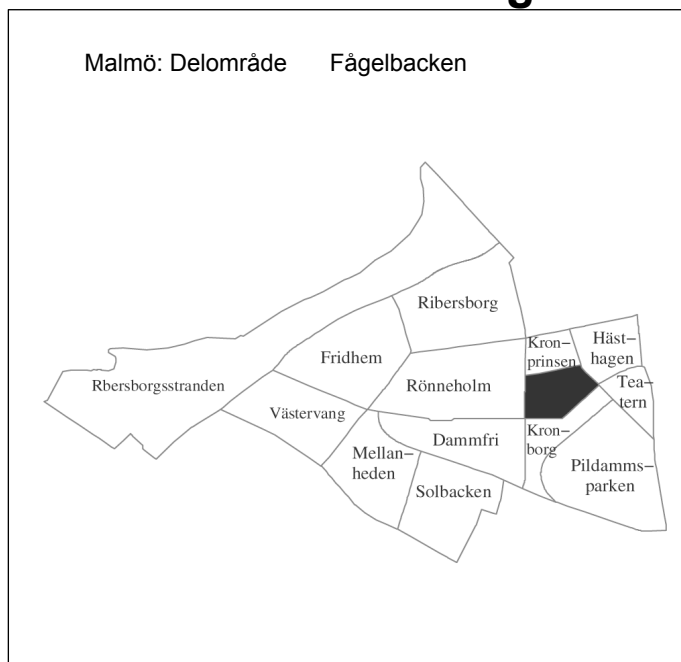 g
Malmö: Delområde Fågelbacken
Ribersborg
Kron–
prinsen
Häst–
hagen
Fridhem
Rönneholm
Rbersborgsstranden
Tea–
tern
Västervang
Dammfri
Kron–
borg
Mellan–
heden
Pildamms–
parken
Solbacken